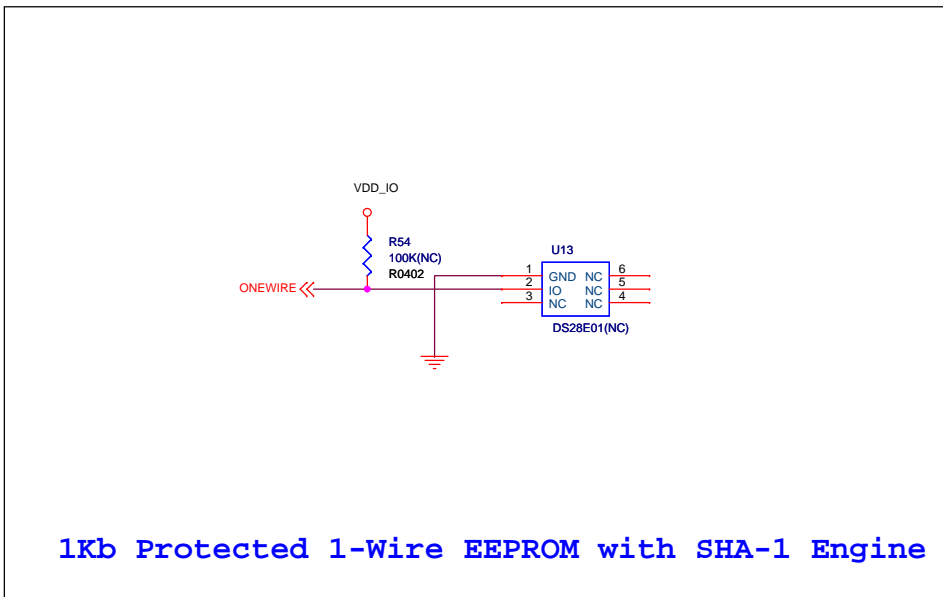 VDD_IO
R54
100K(NC)
R0402
ONEWIRE
U13
1 GND NC 6
2 IO NC 5
3 NC NC 4
DS28E01(NC)
1Kb Protected 1-Wire EEPROM with SHA-1 Engine